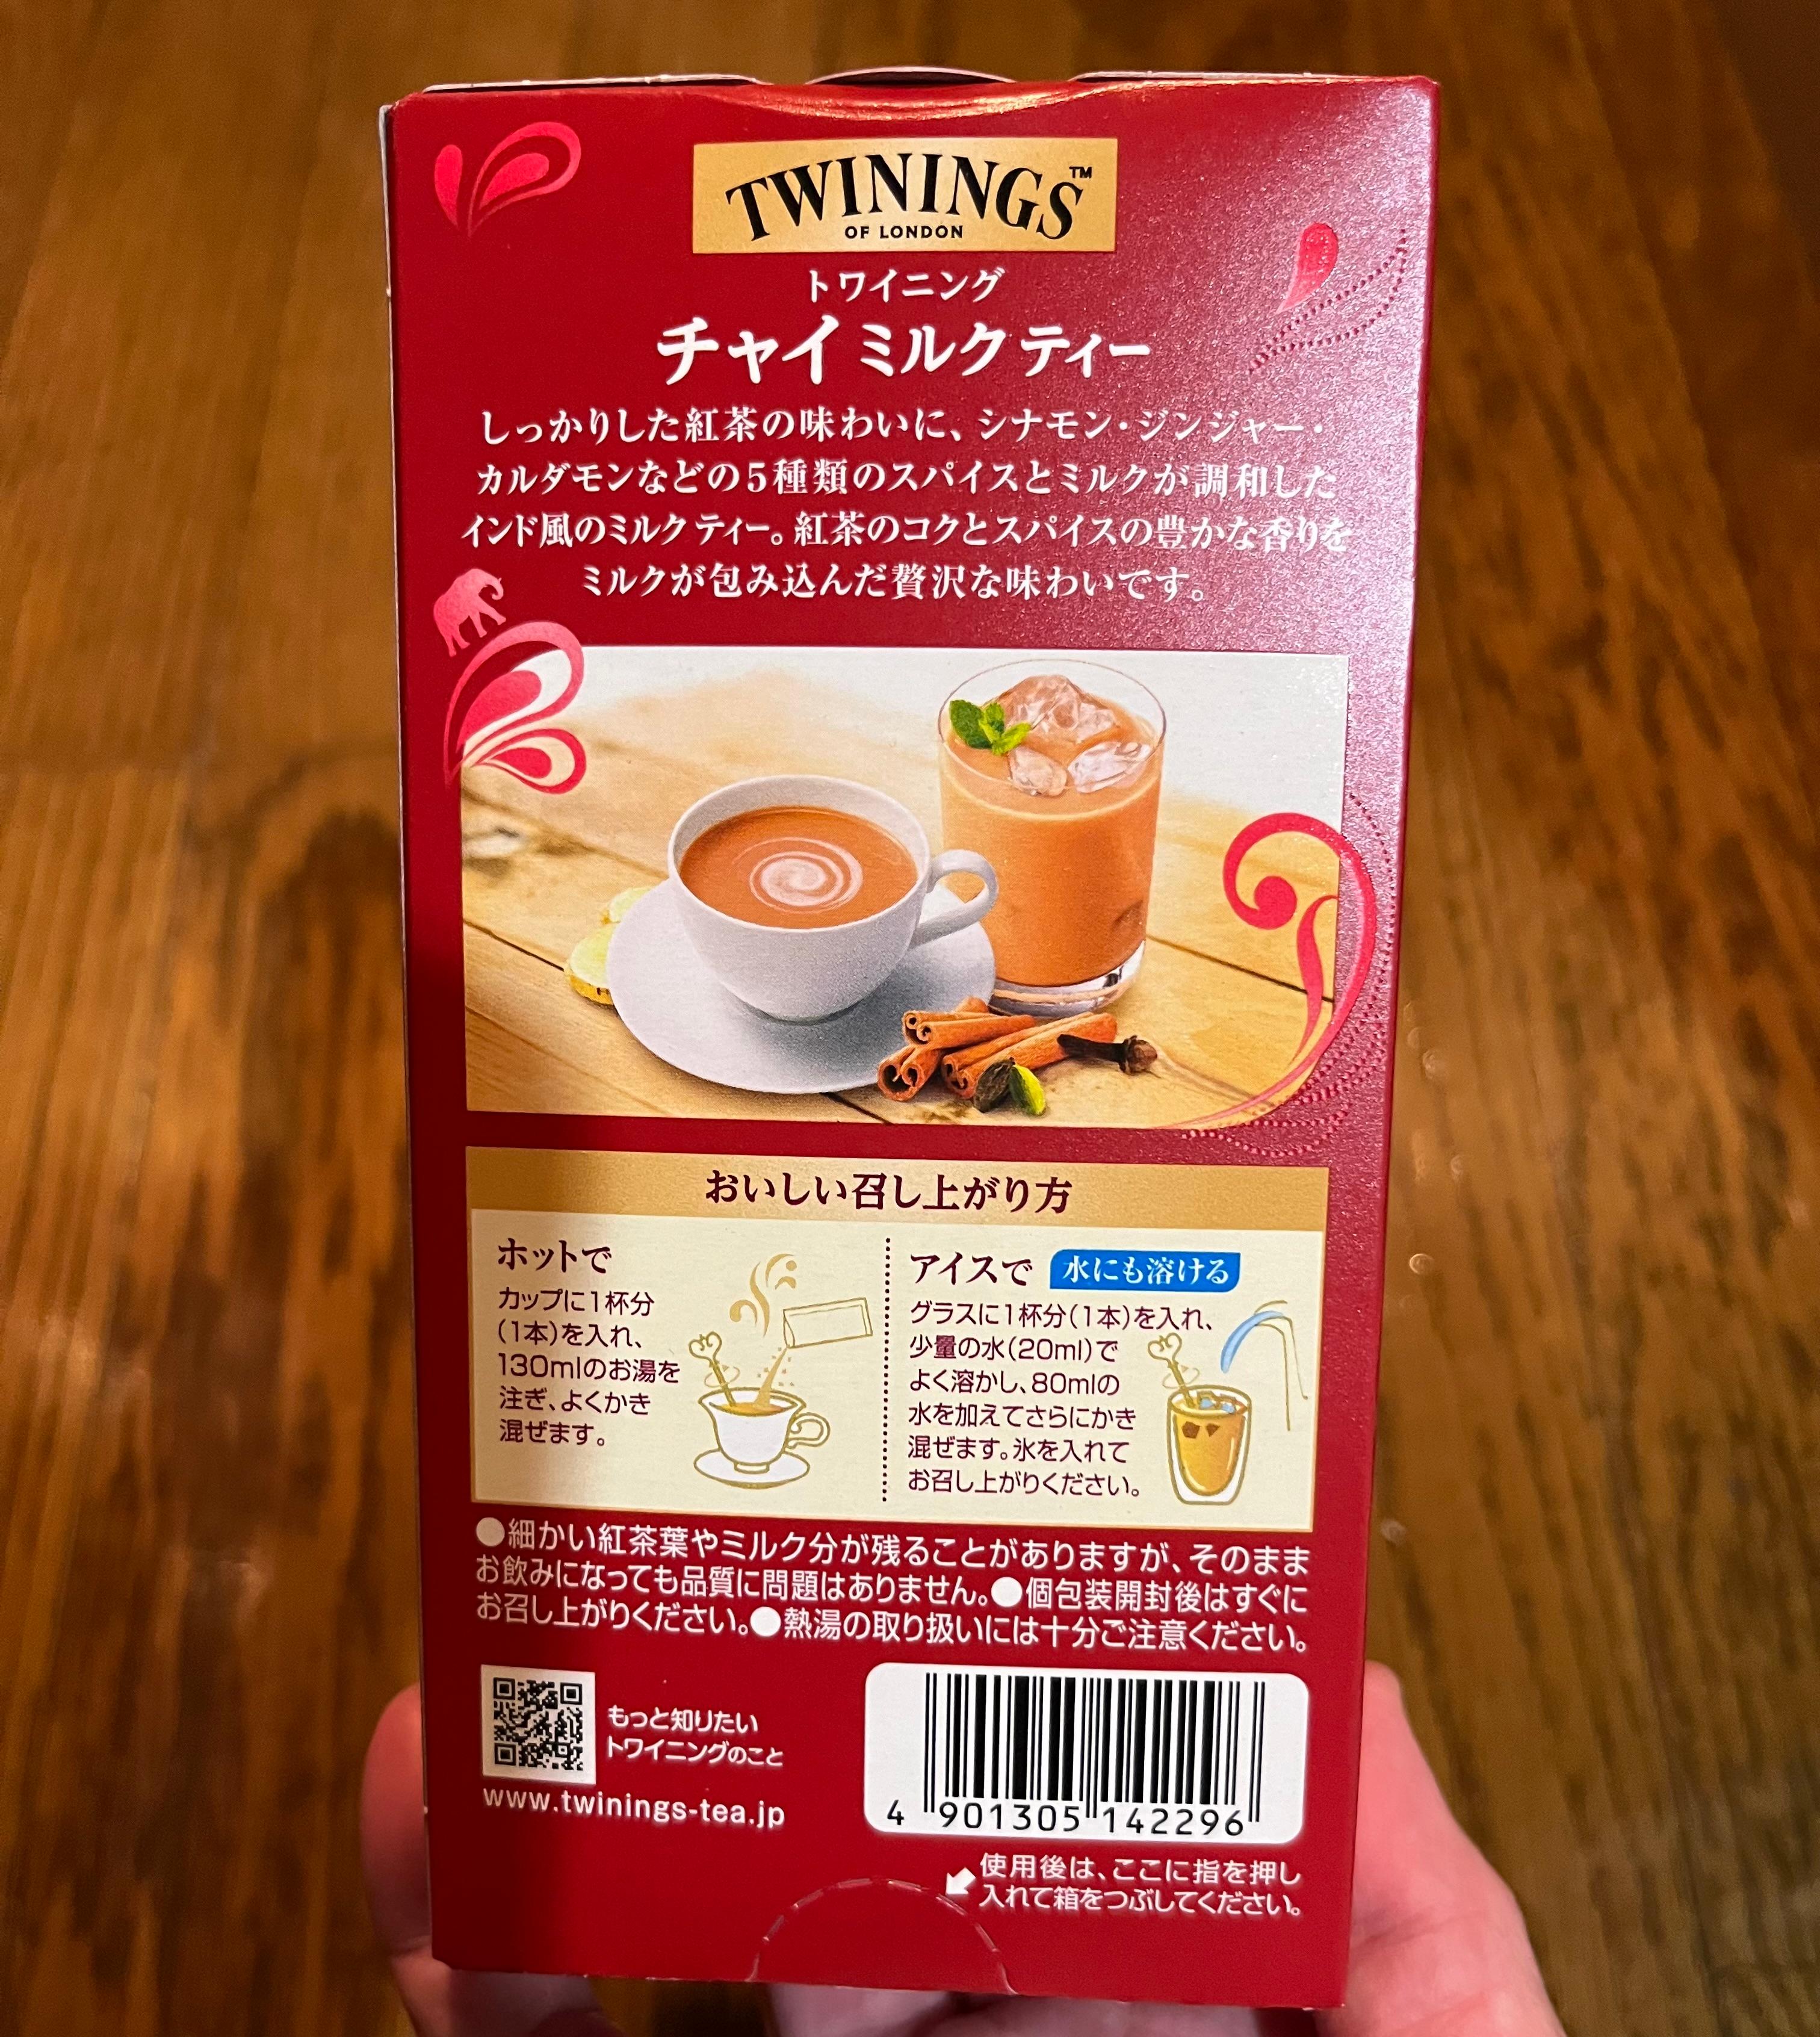 TWININGS™
OF LONDON
トワイニング
チャイ ミルクティー
しっかりした紅茶の味わいに、シナモン・ジンジャー・
カルダモンなどの5種類のスパイスとミルクが調和した
インド風のミルクティー。紅茶のコクとスパイスの豊かな香りを
ミルクが包み込んだ贅沢な味わいです。
おいしい召し上がり方
ホットで
カップに1杯分
(1本)を入れ、
130mlのお湯を
注ぎ、よくかき
混ぜます。
アイスで 水にも溶ける
グラスに1杯分(1本)を入れ、
少量の水(20ml)で
よく溶かし、80mlの
水を加えてさらにかき
混ぜます。氷を入れて
お召し上がりください。
●細かい紅茶葉やミルク分が残ることがありますが、そのまま
お飲みになっても品質に問題はありません。●個包装開封後はすぐに
お召し上がりください。●熱湯の取り扱いには十分ご注意ください。
もっと知りたい
トワイニングのこと
www.twinings-tea.jp
4 901305 142296
使用後は、ここに指を押し
入れて箱をつぶしてください。